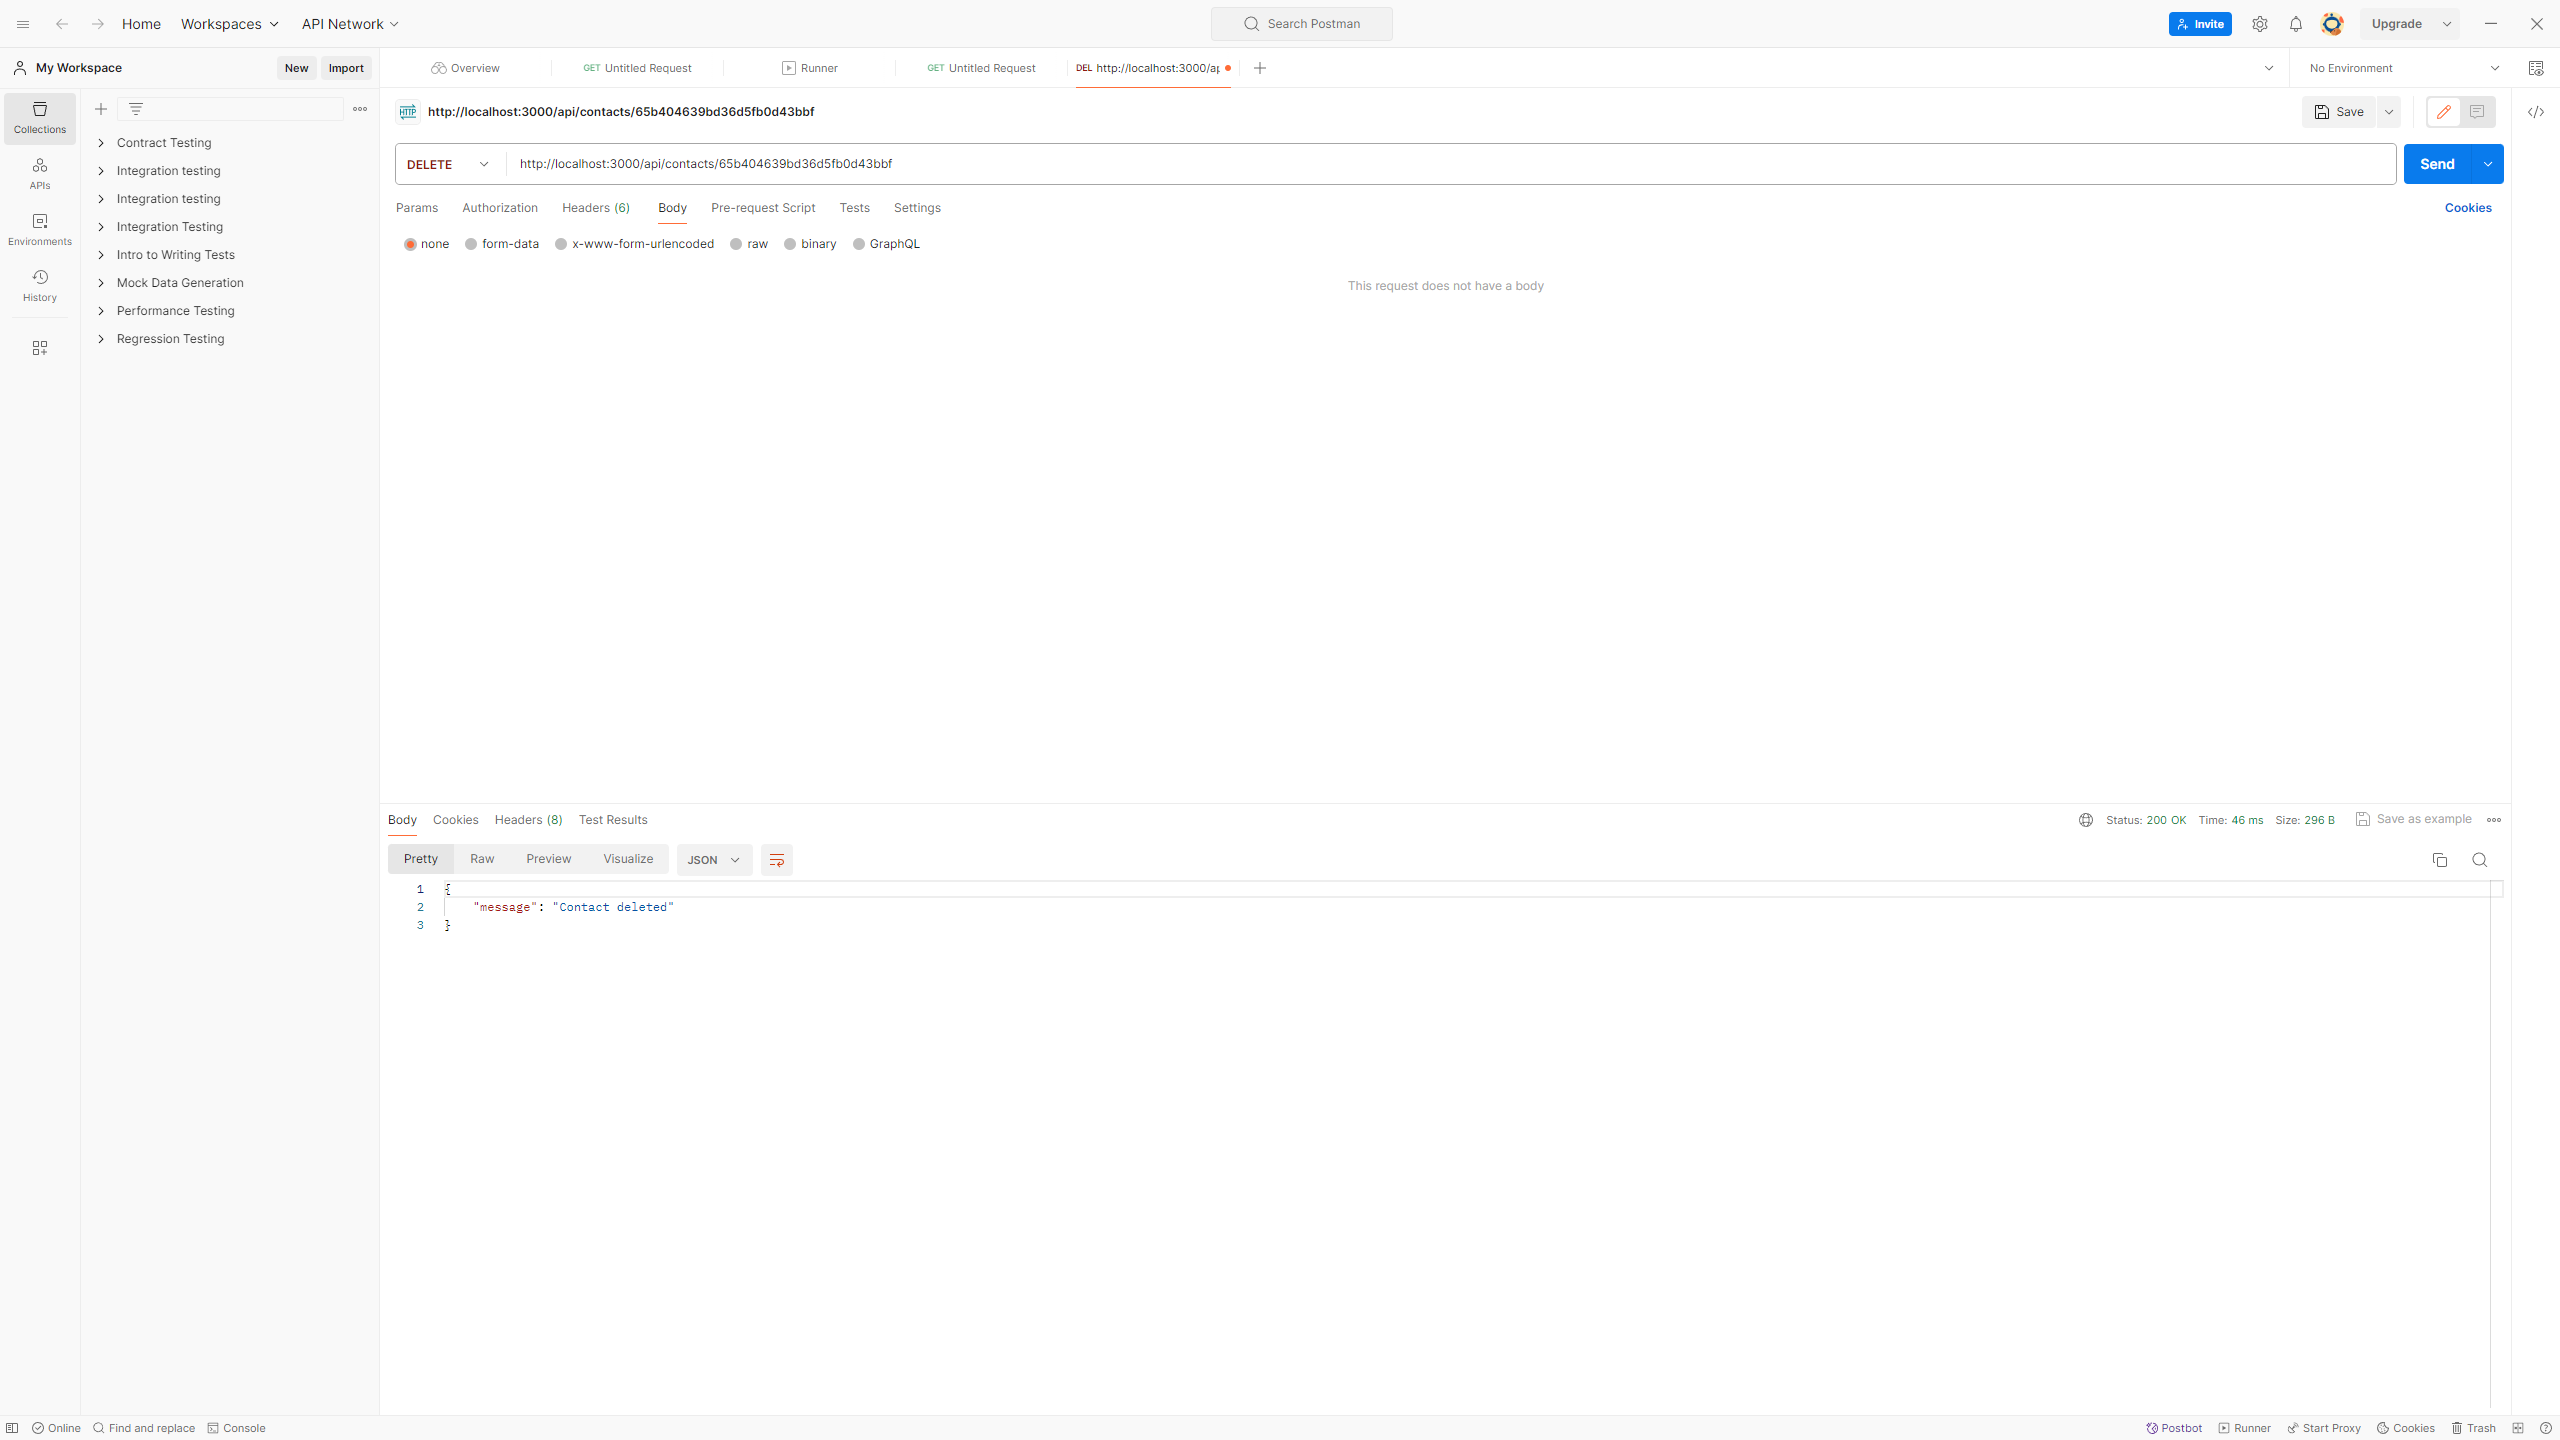 Home Workspaces API Network Search Postman Invite Upgrade
My Workspace New Import Overview GET Untitled Request Runner GET Untitled Request DEL http://localhost:3000/a No Environment
Collections
APIs
Environments
History
Contract Testing
Integration testing
Integration testing
Integration Testing
Intro to Writing Tests
Mock Data Generation
Performance Testing
Regression Testing
HTTP http://localhost:3000/api/contacts/65b404639bd36d5fb0d43bbf Save
DELETE http://localhost:3000/api/contacts/65b404639bd36d5fb0d43bbf Send
Params Authorization Headers (6) Body Pre-request Script Tests Settings Cookies
none form-data x-www-form-urlencoded raw binary GraphQL
This request does not have a body
Body Cookies Headers (8) Test Results Status: 200 OK Time: 46 ms Size: 296 B Save as example
Pretty Raw Preview Visualize JSON
1 {
2 "message": "Contact deleted"
3 }
Online Find and replace Console Postbot Runner Start Proxy Cookies Trash